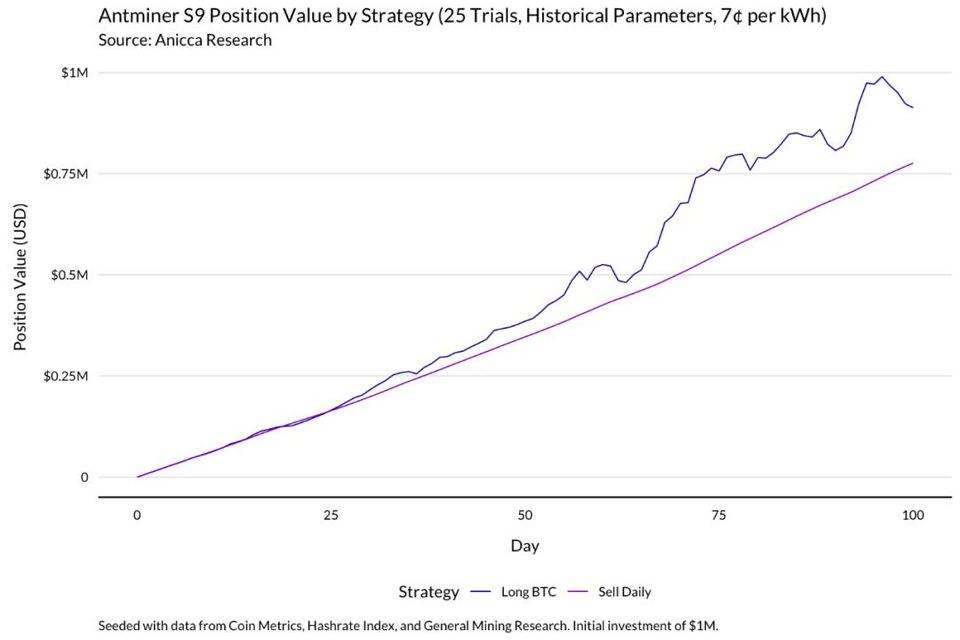 Antminer S9 Position Value by Strategy (25 Trials, Historical Parameters, 7¢ per kWh)
Source: Anicca Research
$1M
$0.75M
$0.5M
$0.25M
0
Position Value (USD)
0 25 50 75 100
Day
Strategy Long BTC Sell Daily
Seeded with data from Coin Metrics, Hashrate Index, and General Mining Research. Initial investment of $1M.